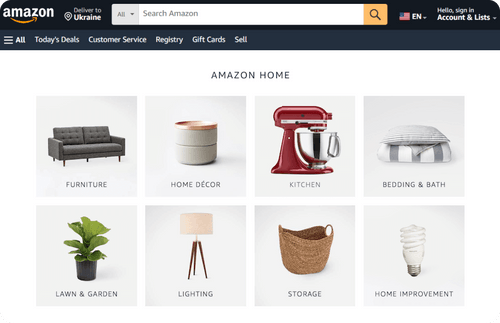 amazon
Deliver to
Ukraine
All
Search Amazon
EN
Hello, sign in
Account & Lists
All
Today's Deals
Customer Service
Registry
Gift Cards
Sell
AMAZON HOME
FURNITURE
HOME DÉCOR
KITCHEN
BEDDING & BATH
LAWN & GARDEN
LIGHTING
STORAGE
HOME IMPROVEMENT